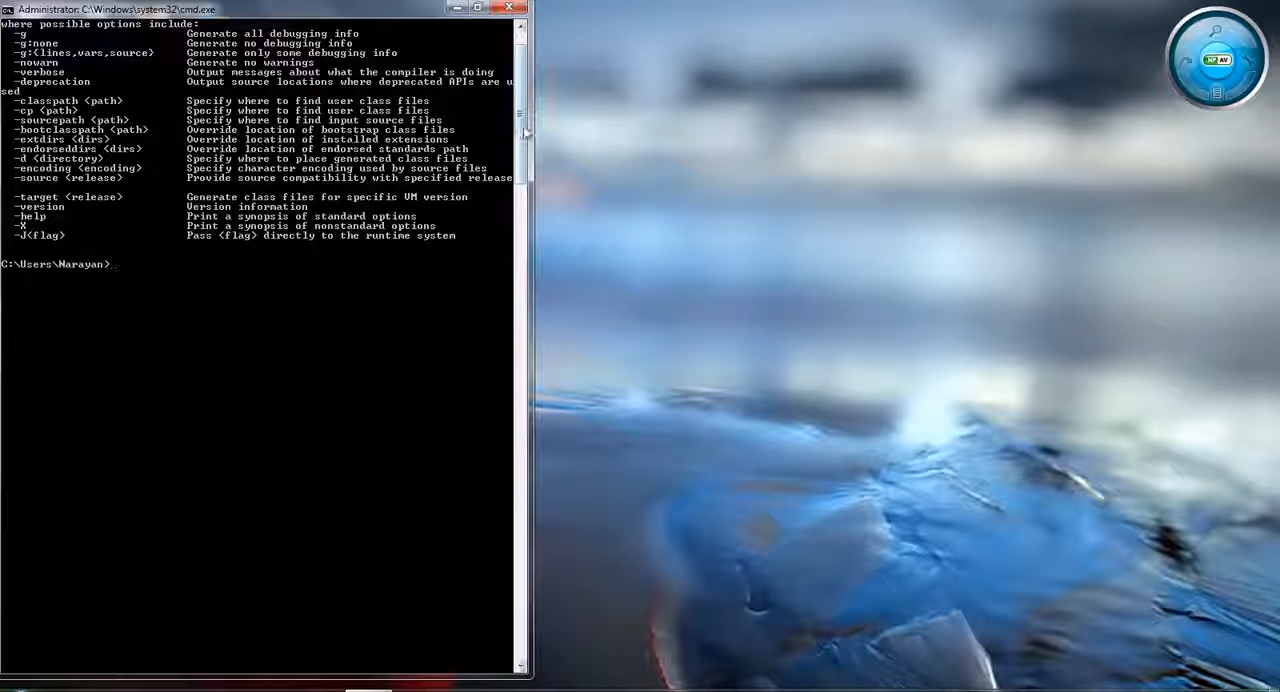 Administrator: C:\Windows\system32\cmd.exe
where possible options include:
-g Generate all debugging info
-g:none Generate no debugging info
-g:{lines,vars,source} Generate only some debugging info
-nowarn Generate no warnings
-verbose Output messages about what the compiler is doing
-deprecation Output source locations where deprecated APIs are u
sed
-classpath <path> Specify where to find user class files
-cp <path> Specify where to find user class files
-sourcepath <path> Specify where to find input source files
-bootclasspath <path> Override location of bootstrap class files
-extdirs <dirs> Override location of installed extensions
-endorseddirs <dirs> Override location of endorsed standards path
-d <directory> Specify where to place generated class files
-encoding <encoding> Specify character encoding used by source files
-source <release> Provide source compatibility with specified release
-target <release> Generate class files for specific VM version
-version Version information
-help Print a synopsis of standard options
-X Print a synopsis of nonstandard options
-J<flag> Pass <flag> directly to the runtime system
C:\Users\Narayan>
NP AV